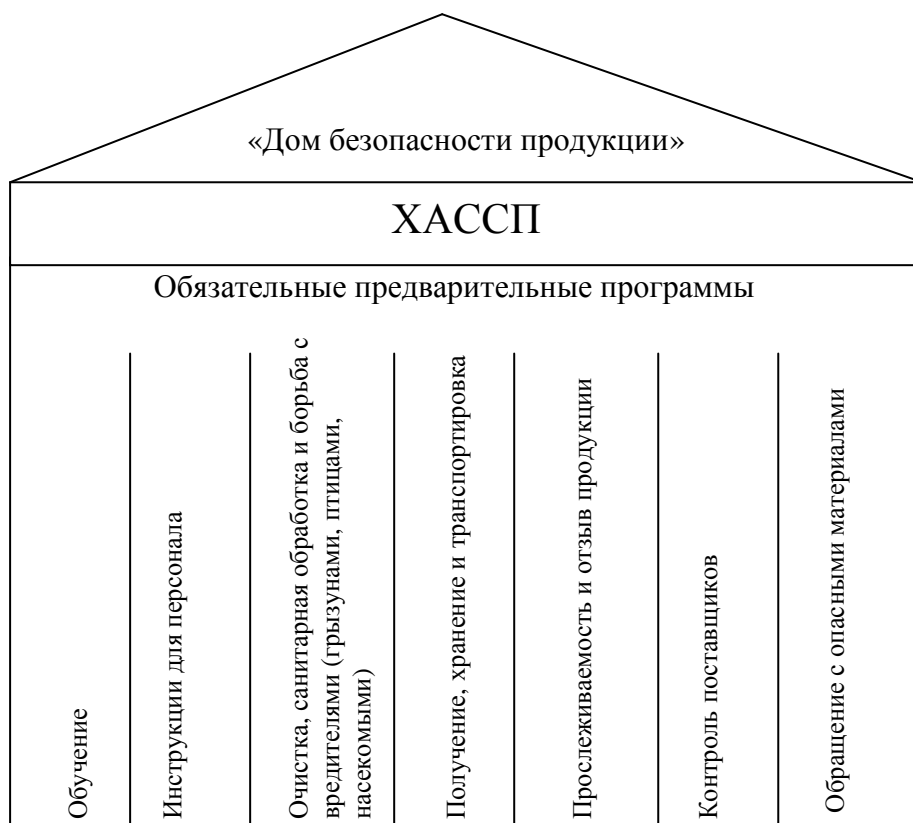 «Дом безопасности продукции»
ХАССП
Обязательные предварительные программы
Обучение
Инструкции для персонала
Очистка, санитарная обработка и борьба с
вредителями (грызунами, птицами,
насекомыми)
Получение, хранение и транспортировка
Прослеживаемость и отзыв продукции
Контроль поставщиков
Обращение с опасными материалами